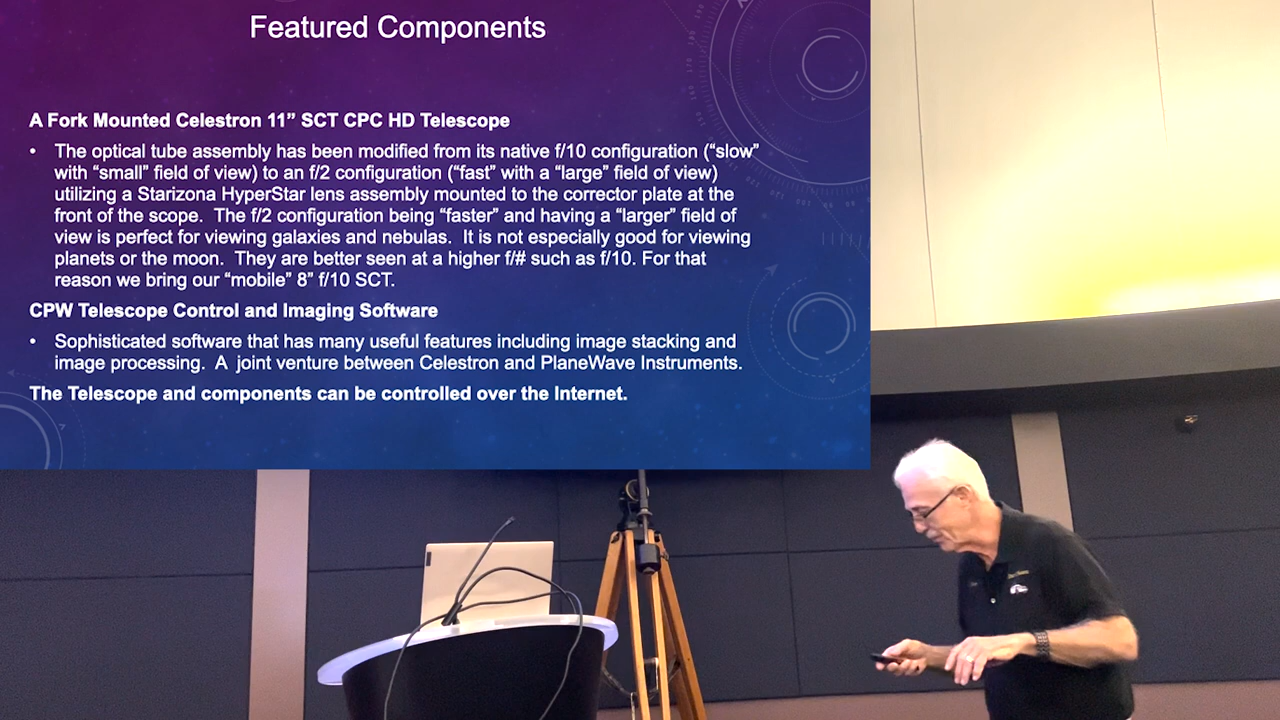 Featured Components
A Fork Mounted Celestron 11” SCT CPC HD Telescope
• The optical tube assembly has been modified from its native f/10 configuration (“slow”
with “small” field of view) to an f/2 configuration (“fast” with a “large” field of view)
utilizing a Starizona HyperStar lens assembly mounted to the corrector plate at the
front of the scope.  The f/2 configuration being “faster” and having a “larger” field of
view is perfect for viewing galaxies and nebulas.  It is not especially good for viewing
planets or the moon.  They are better seen at a higher f/# such as f/10. For that
reason we bring our “mobile” 8” f/10 SCT.
CPW Telescope Control and Imaging Software
• Sophisticated software that has many useful features including image stacking and
image processing.  A  joint venture between Celestron and PlaneWave Instruments.
The Telescope and components can be controlled over the Internet.